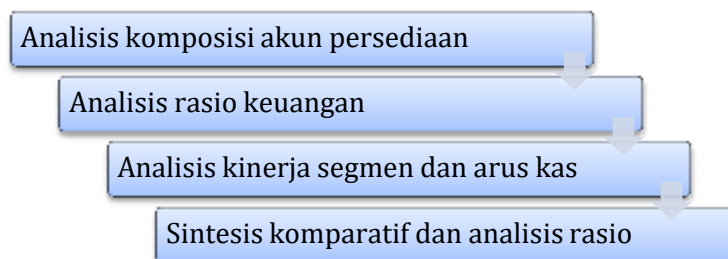 Analisis komposisi akun persediaan
Analisis rasio keuangan
Analisis kinerja segmen dan arus kas
Sintesis komparatif dan analisis rasio